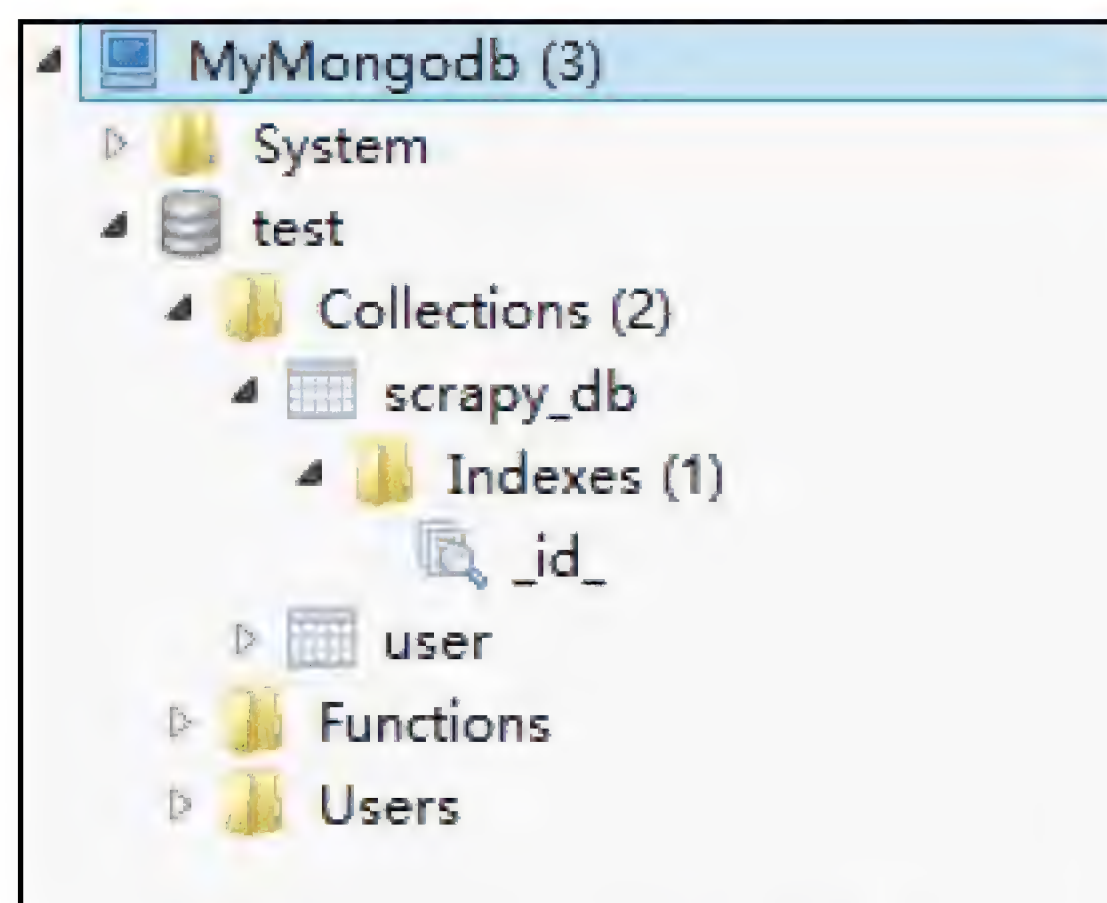 MyMongodb (3)
System
test
Collections (2)
scrapy_db
Indexes (1)
_id_
user
Functions
Users